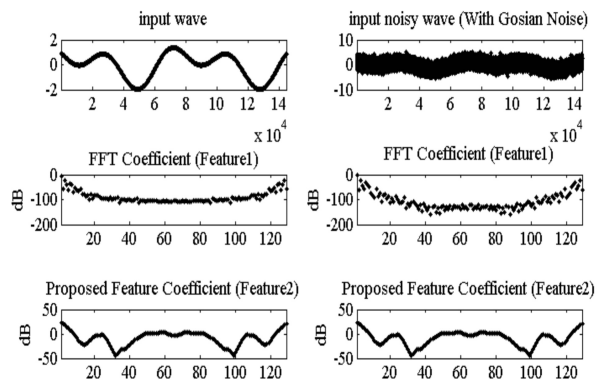 input wave
input noisy wave (With Gosian Noise)
2
0
-2
2 4 6 8 10 12 14
x 10^4
10
0
-10
2 4 6 8 10 12 14
x 10^4
FFT Coefficient (Feature1)
FFT Coefficient (Feature1)
dB
0
-100
-200
20 40 60 80 100 120
dB
0
-100
-200
20 40 60 80 100 120
Proposed Feature Coefficient (Feature2)
Proposed Feature Coefficient (Feature2)
dB
50
0
-50
20 40 60 80 100 120
dB
50
0
-50
20 40 60 80 100 120